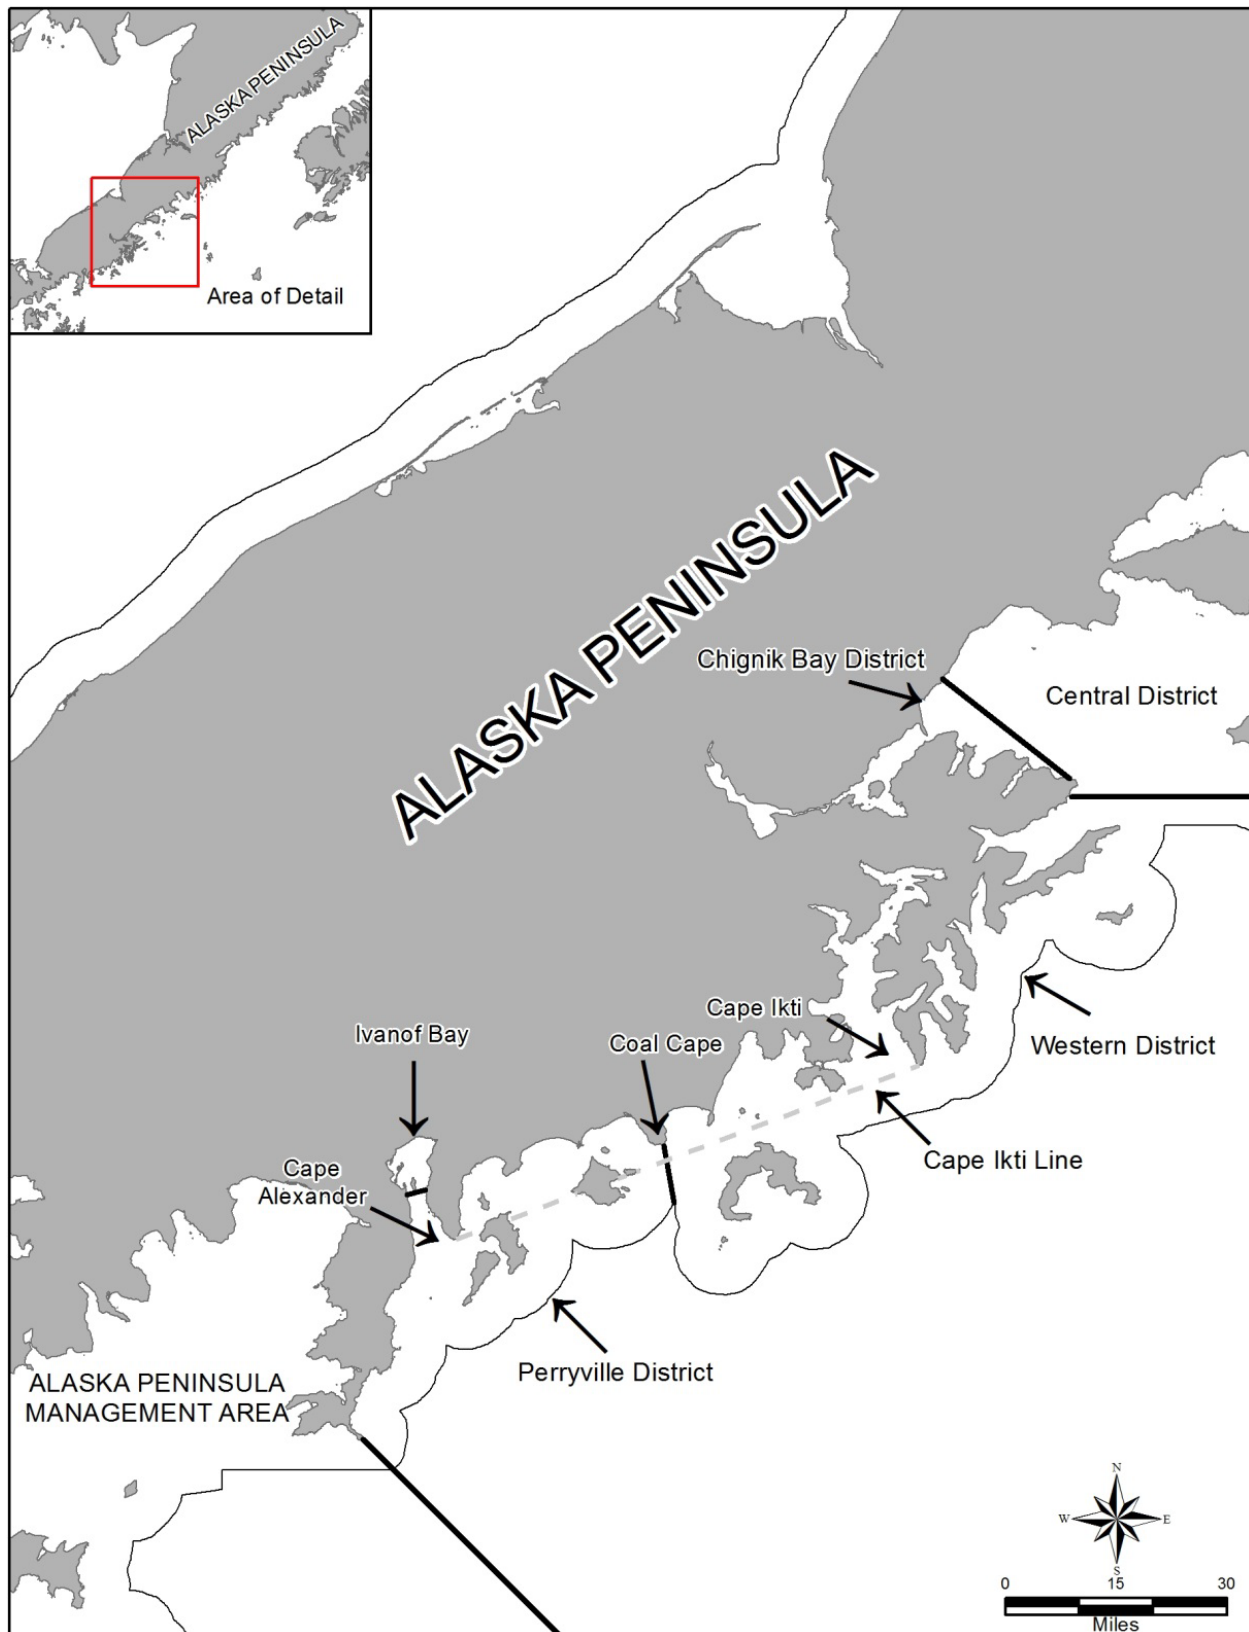 ALASKA PENINSULA
Area of Detail
ALASKA PENINSULA
Chignik Bay District
Central District
Cape Ikti
Ivanof Bay
Coal Cape
Western District
Cape
Alexander
Cape Ikti Line
Perryville District
ALASKA PENINSULA
MANAGEMENT AREA
N
W
E
S
0 15 30
Miles